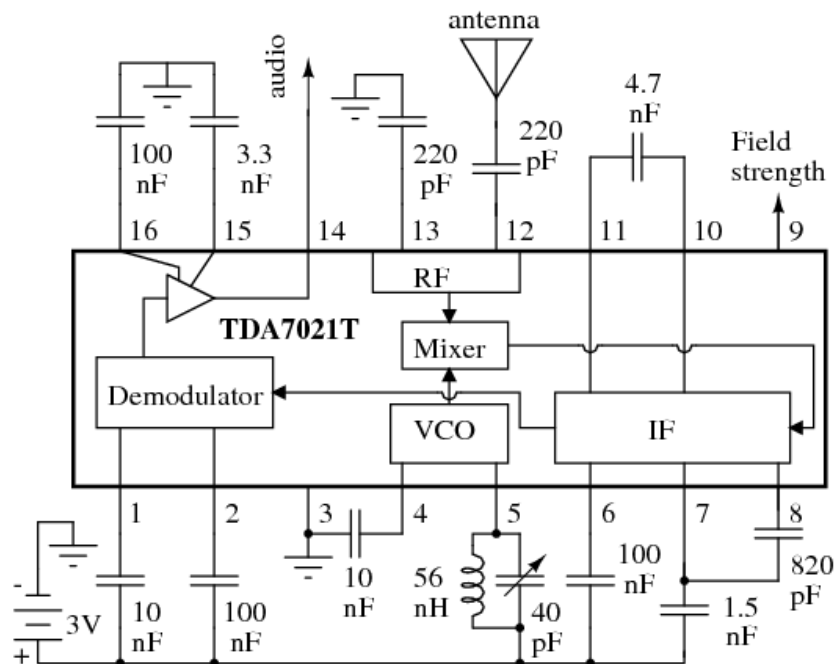 antenna
audio
4.7
nF
100
nF
3.3
nF
220
pF
220
pF
Field
strength
16 15 14 13 12 11 10 9
RF
TDA7021T
Mixer
Demodulator
VCO
IF
1 2 3 4 5 6 7 8
-
3V
+
10
nF
100
nF
10
nF
56
nH
40
pF
100
nF
1.5
nF
820
pF